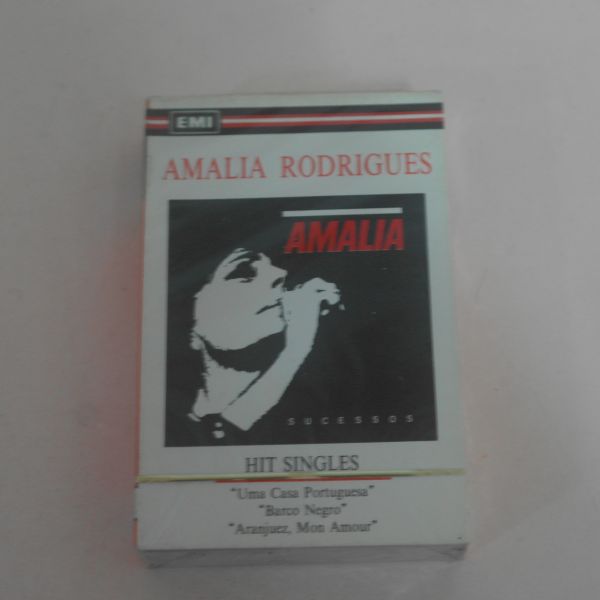 EMI
AMALIA RODRIGUES
AMALIA
SUCESSOS
HIT SINGLES
"Uma Casa Portuguesa"
"Barco Negro"
"Aranjuez, Mon Amour"